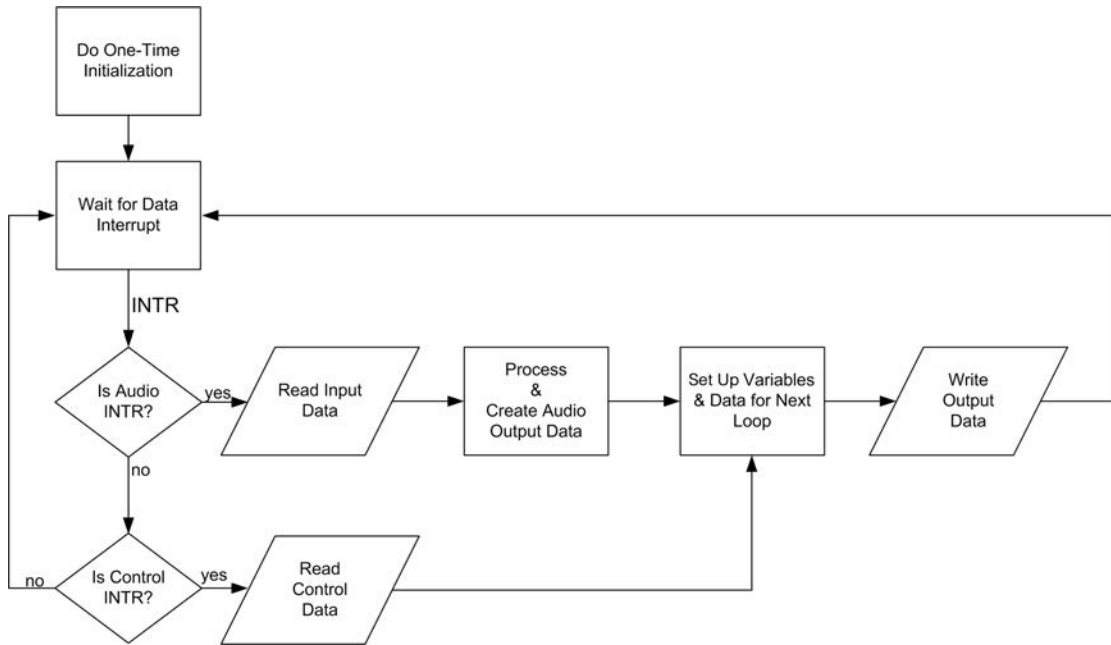 Do One-Time
Initialization
Wait for Data
Interrupt
INTR
Is Audio
INTR?
yes
Read Input
Data
Process
&
Create Audio
Output Data
Set Up Variables
& Data for Next
Loop
Write
Output
Data
no
Is Control
INTR?
no
yes
Read
Control
Data